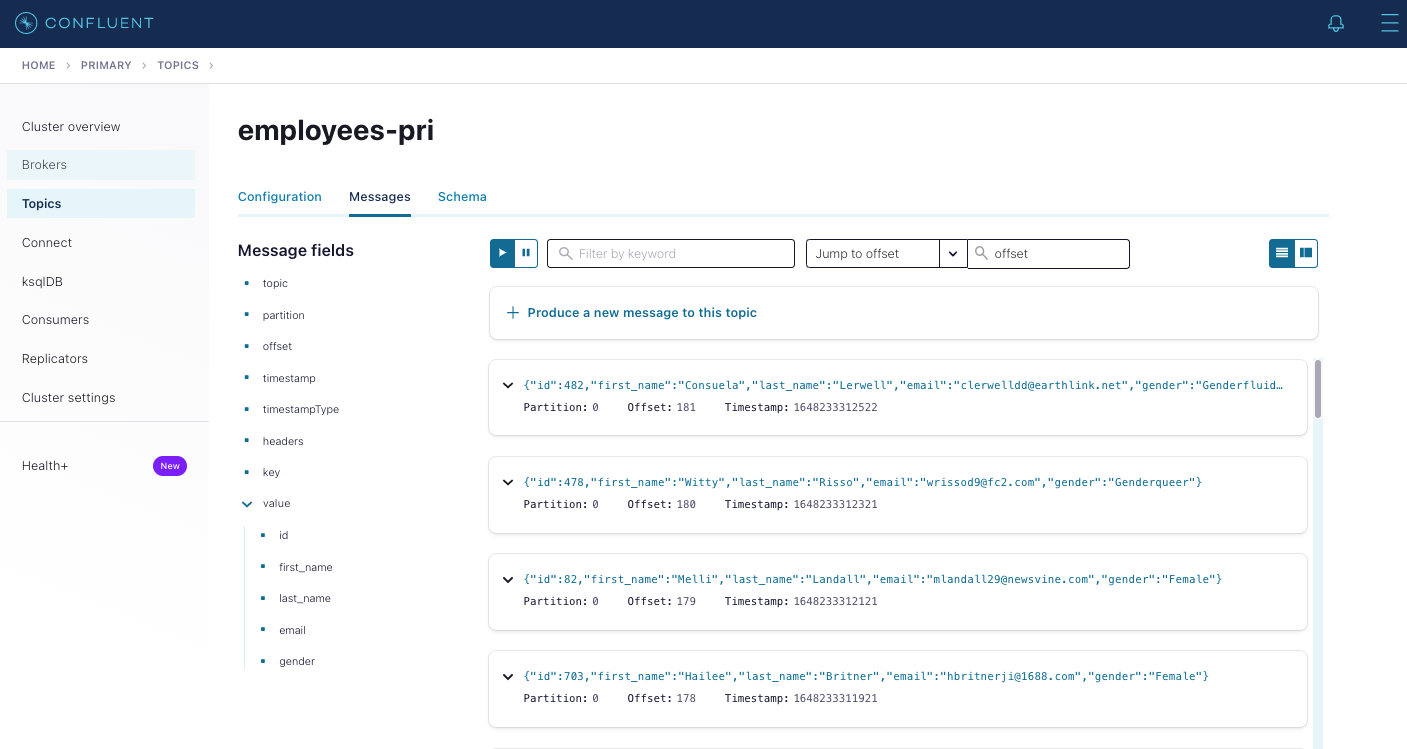 CONFLUENT
HOME > PRIMARY > TOPICS >
Cluster overview
Brokers
Topics
Connect
ksqlDB
Consumers
Replicators
Cluster settings
Health+ New
employees-pri
Configuration Messages Schema
Message fields
topic
partition
offset
timestamp
timestampType
headers
key
value
id
first_name
last_name
email
gender
Filter by keyword Jump to offset offset
+ Produce a new message to this topic
{"id":482,"first_name":"Consuela","last_name":"Lerwell","email":"clerwelldd@earthlink.net","gender":"Genderfluid…
Partition: 0 Offset: 181 Timestamp: 1648233312522
{"id":478,"first_name":"Witty","last_name":"Risso","email":"wrissod9@fc2.com","gender":"Genderqueer"}
Partition: 0 Offset: 180 Timestamp: 1648233312321
{"id":82,"first_name":"Melli","last_name":"Landall","email":"mlandall29@newsvine.com","gender":"Female"}
Partition: 0 Offset: 179 Timestamp: 1648233312121
{"id":703,"first_name":"Hailee","last_name":"Britner","email":"hbritnerji@1688.com","gender":"Female"}
Partition: 0 Offset: 178 Timestamp: 1648233311921